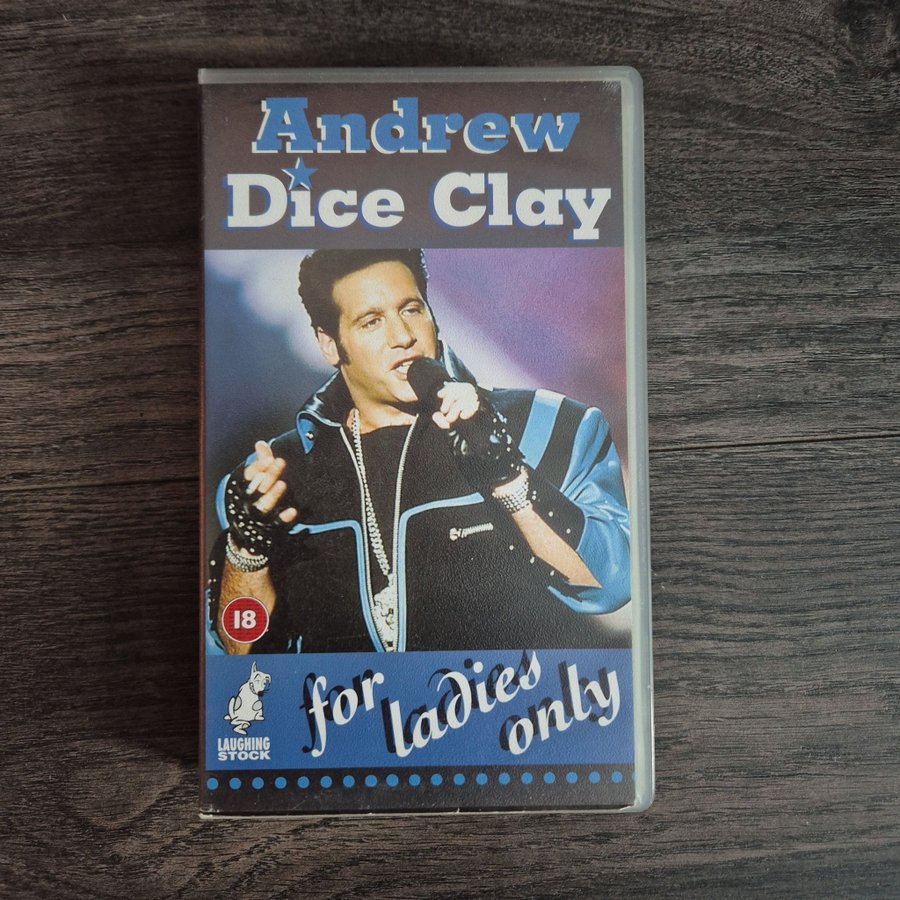 Andrew
Dice Clay
18
for ladies only
LAUGHING
STOCK